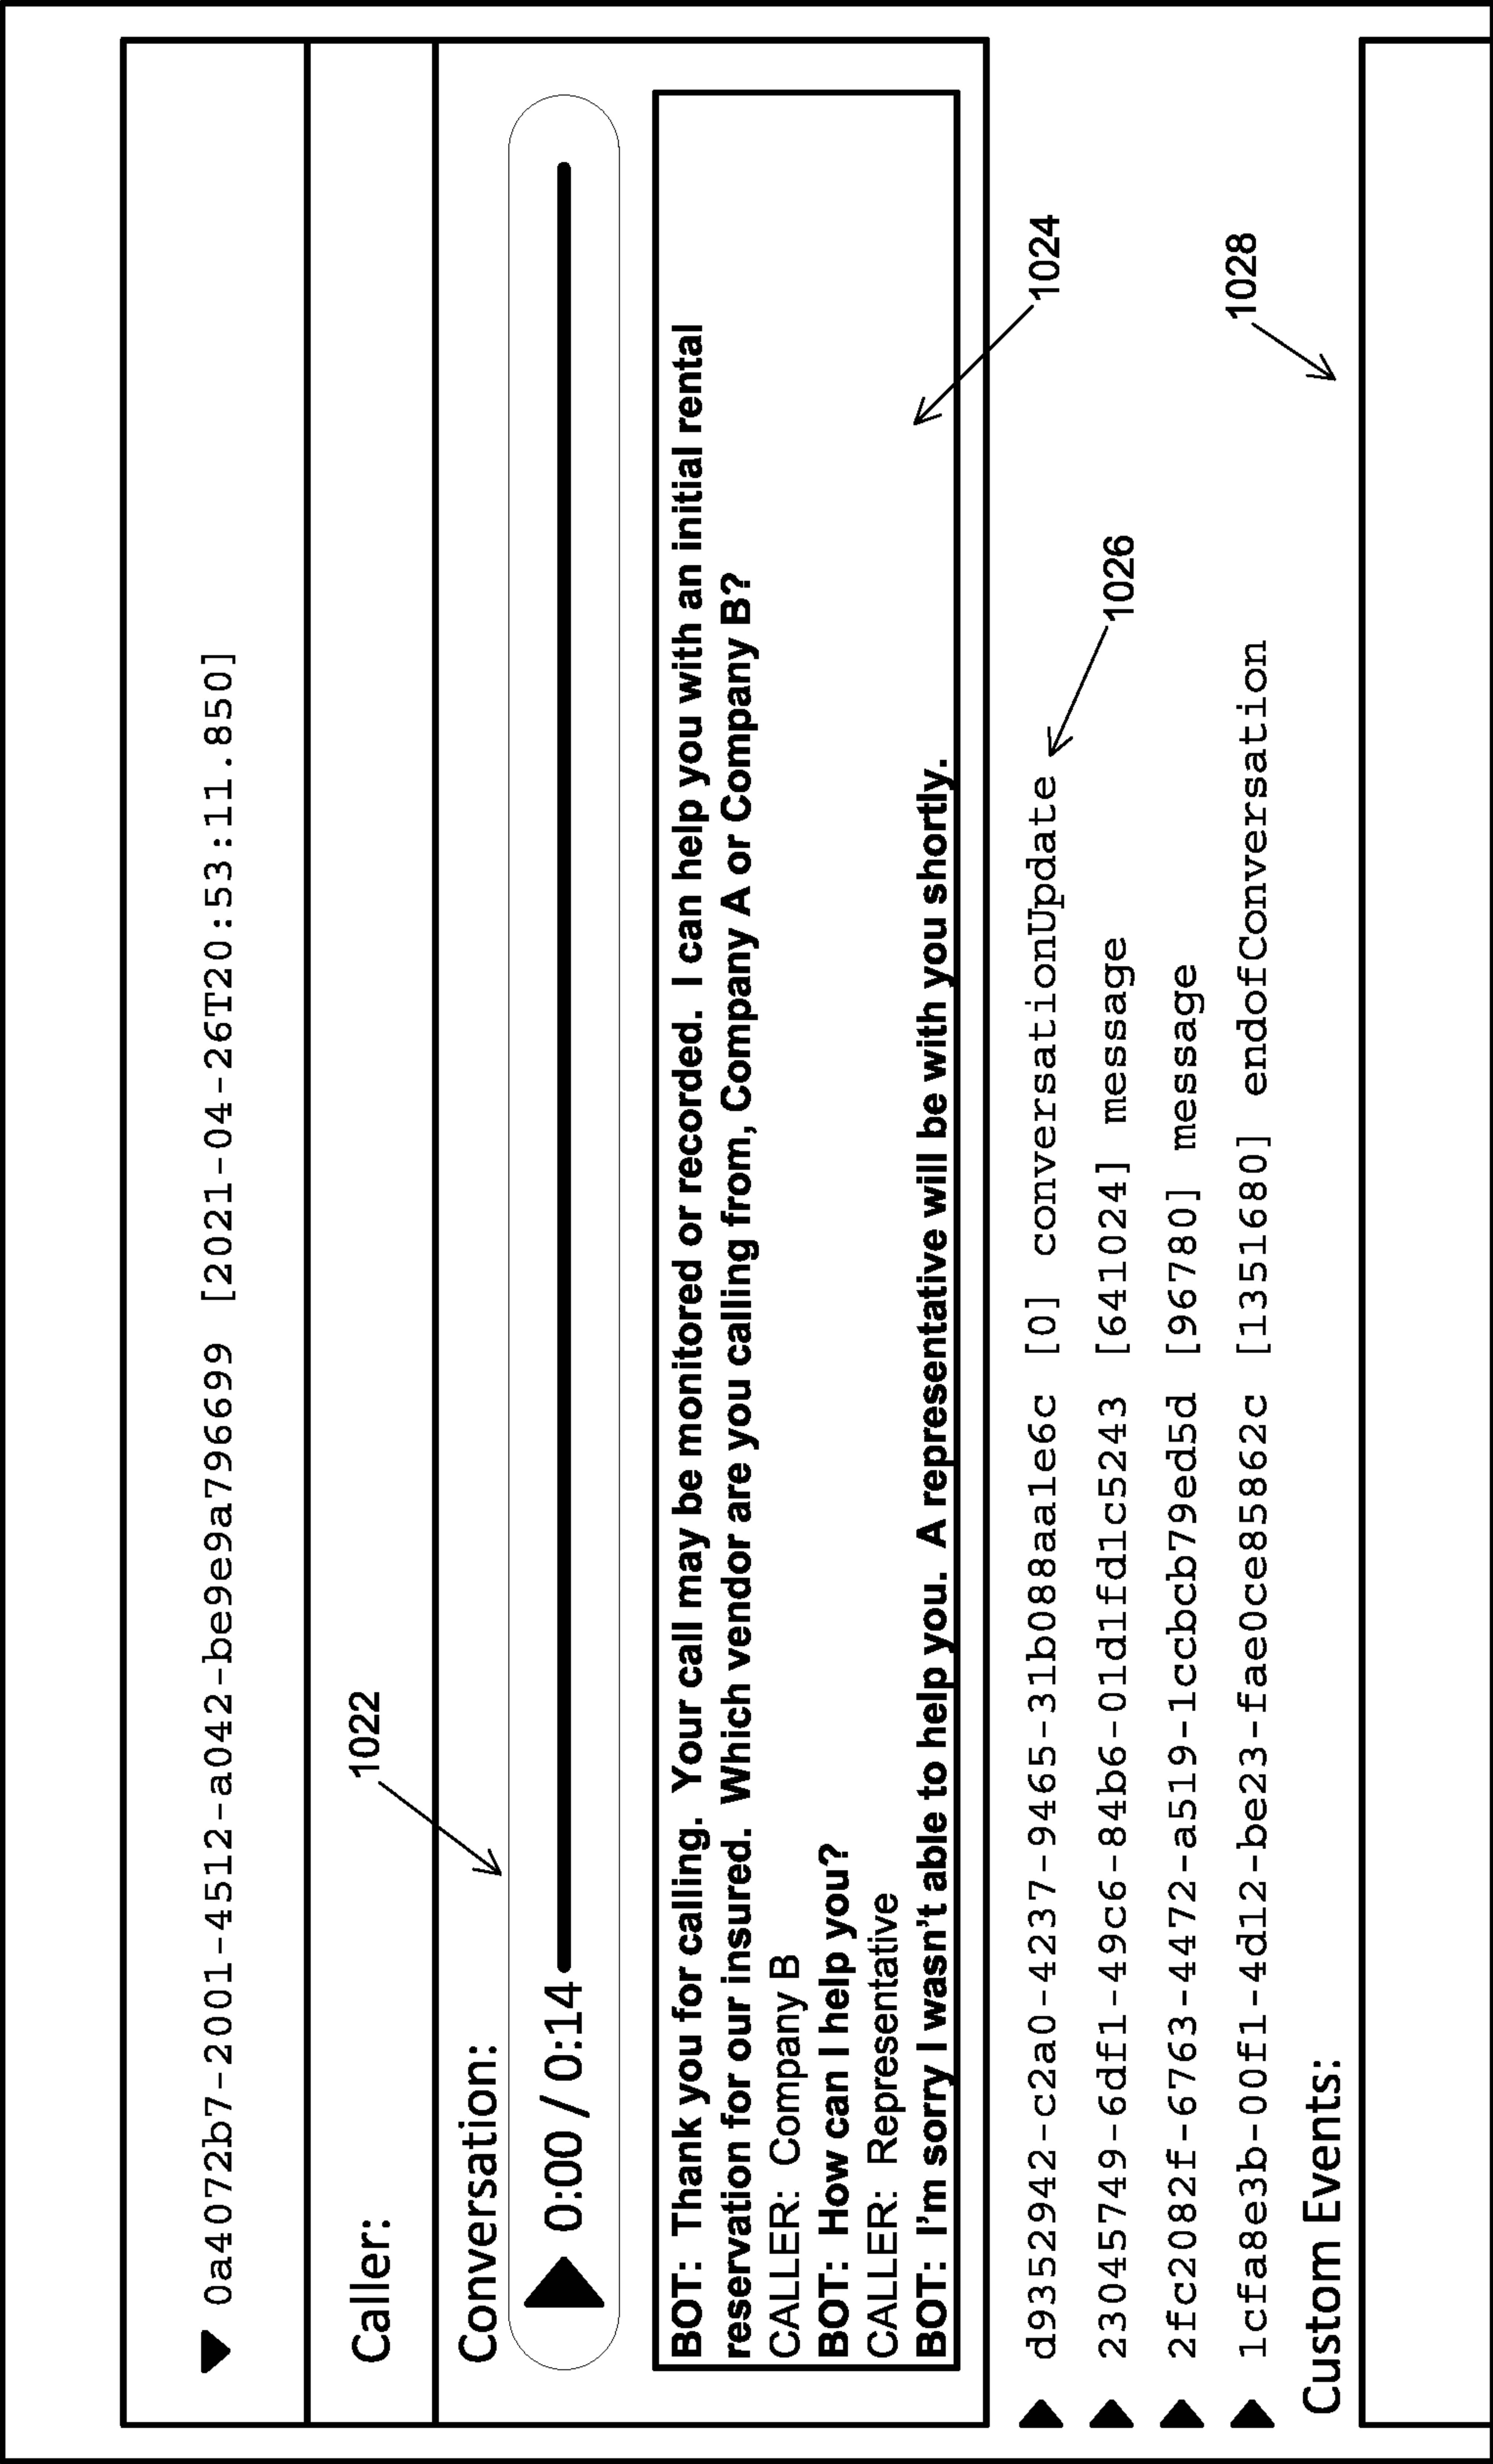 0a4072b7-2001-4512-a042-be9e9a796699 [2021-04-26T20:53:11.850]
Caller:
1022
Conversation:
0:00 / 0:14
BOT: Thank you for calling. Your call may be monitored or recorded. I can help you with an initial rental
reservation for our insured. Which vendor are you calling from, Company A or Company B?
CALLER: Company B
BOT: How can I help you?
CALLER: Representative
BOT: I'm sorry I wasn't able to help you. A representative will be with you shortly.
1024
d9352942-c2a0-4237-9465-31b088aa1e6c [0] conversationUpdate
1026
23045749-6df1-49c6-84b6-01d1fd1c5243 [641024] message
2fc2082f-6763-4472-a519-1ccbcb79ed5d [96780] message
1cfa8e3b-00f1-4d12-be23-fae0ce85862c [1351680] endofConversation
1028
Custom Events: